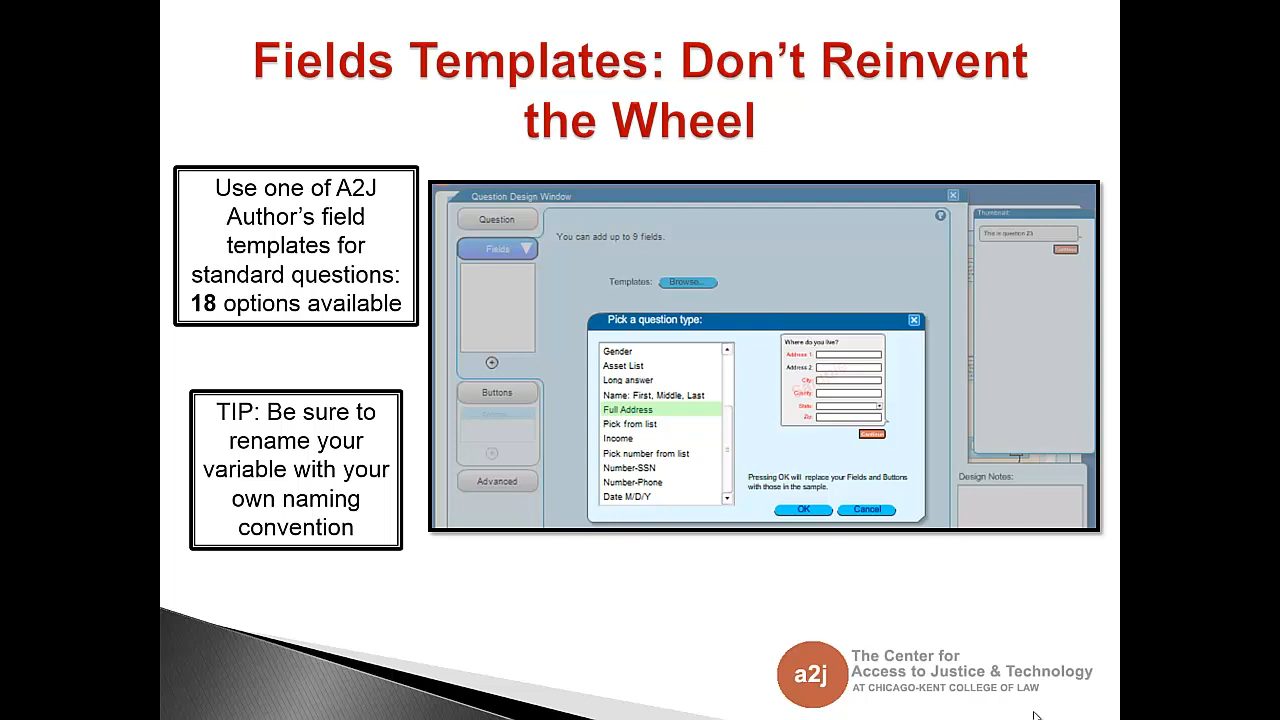 Fields Templates: Don’t Reinvent
the Wheel
Use one of A2J
Author’s field
templates for
standard questions:
18 options available
TIP: Be sure to
rename your
variable with your
own naming
convention
Question Design Window
Question
Fields
You can add up to 9 fields.
Templates:
Browse...
Buttons
Advanced
Pick a question type:
Gender
Asset List
Long answer
Name: First, Middle, Last
Full Address
Pick from list
Income
Pick number from list
Number-SSN
Number-Phone
Date M/D/Y
Where do you live?
Address 1:
Address 2:
City:
County:
State:
Zip:
Continue
Pressing OK will replace your Fields and Buttons
with those in the sample.
OK
Cancel
Thumbnail:
This is question 23
Continue
Design Notes:
a2j
The Center for
Access to Justice & Technology
AT CHICAGO-KENT COLLEGE OF LAW